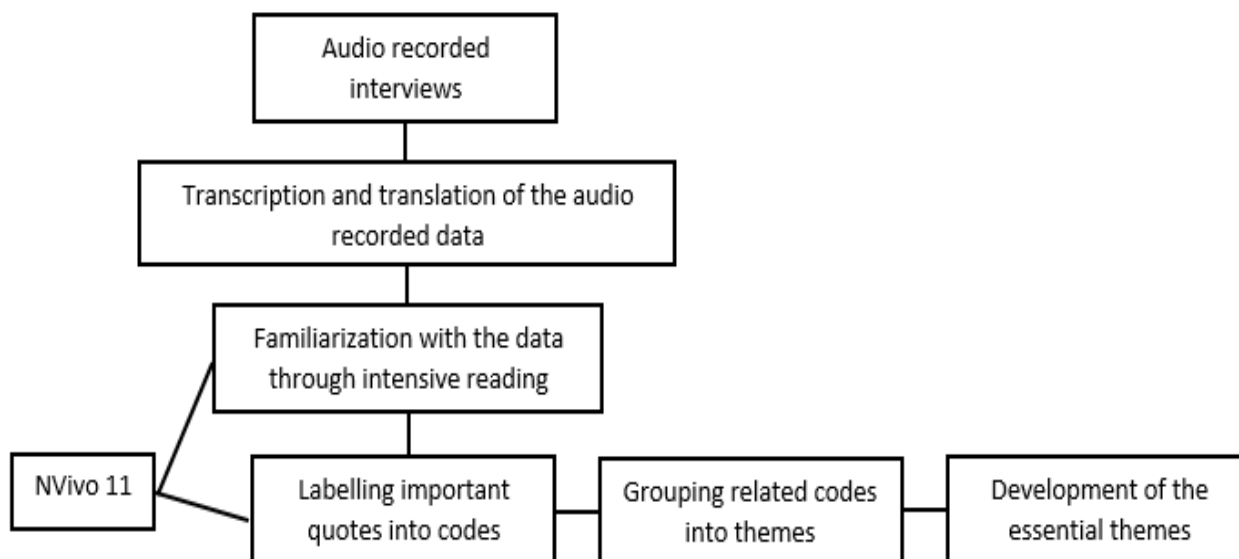 Audio recorded
interviews
Transcription and translation of the audio
recorded data
Familiarization with the data
through intensive reading
NVivo 11
Labelling important
quotes into codes
Grouping related codes
into themes
Development of the
essential themes